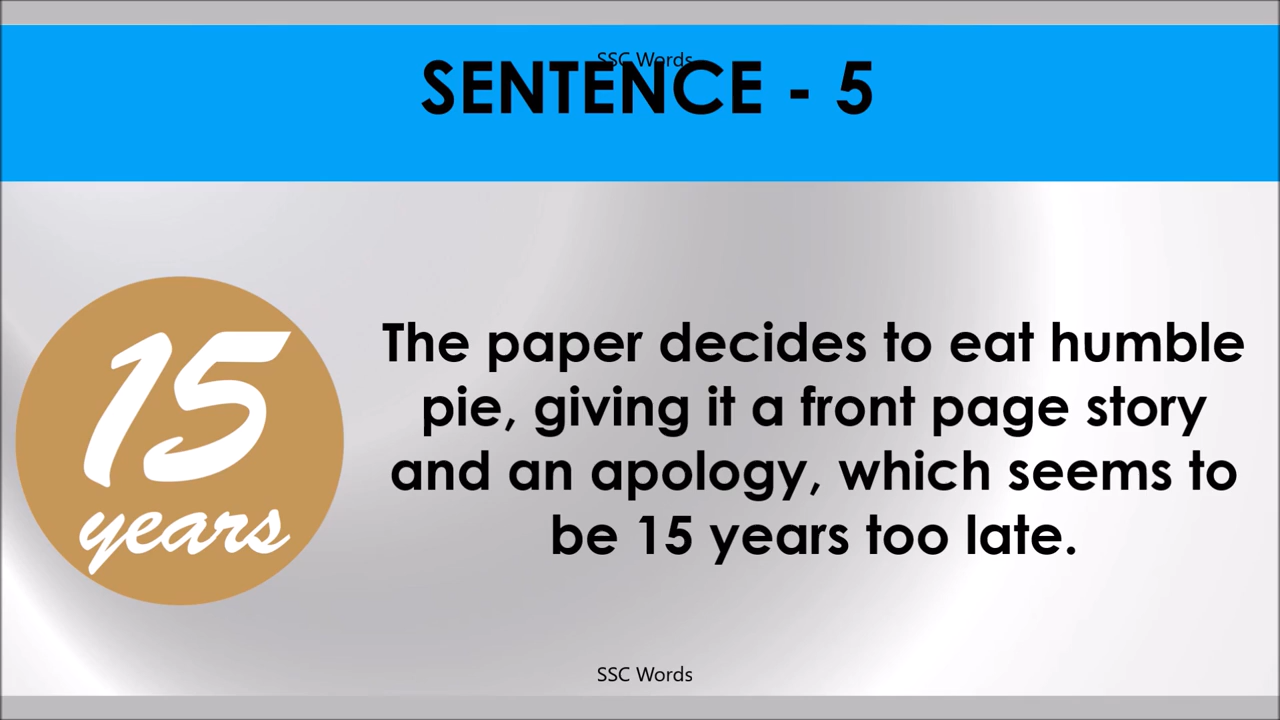 SSC Words
SENTENCE - 5
15
years
The paper decides to eat humble
pie, giving it a front page story
and an apology, which seems to
be 15 years too late.
SSC Words